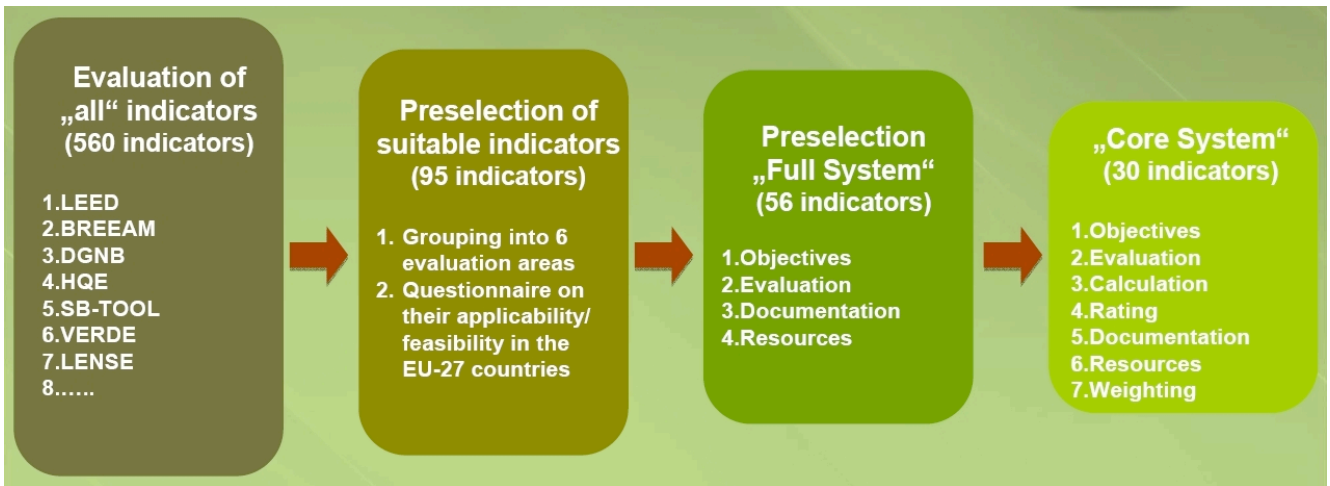 Evaluation of
„all“ indicators
(560 indicators)
1.LEED
2.BREEAM
3.DGNB
4.HQE
5.SB-TOOL
6.VERDE
7.LENSE
8......
Preselection of
suitable indicators
(95 indicators)
1. Grouping into 6
evaluation areas
2. Questionnaire on
their applicability/
feasibility in the
EU-27 countries
Preselection
„Full System“
(56 indicators)
1.Objectives
2.Evaluation
3.Documentation
4.Resources
„Core System“
(30 indicators)
1.Objectives
2.Evaluation
3.Calculation
4.Rating
5.Documentation
6.Resources
7.Weighting